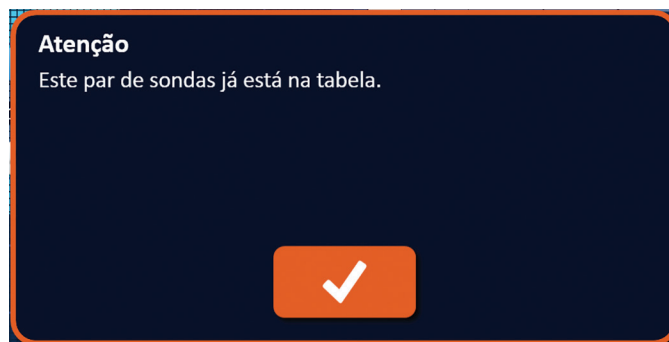 Atenção
Este par de sondas já está na tabela.